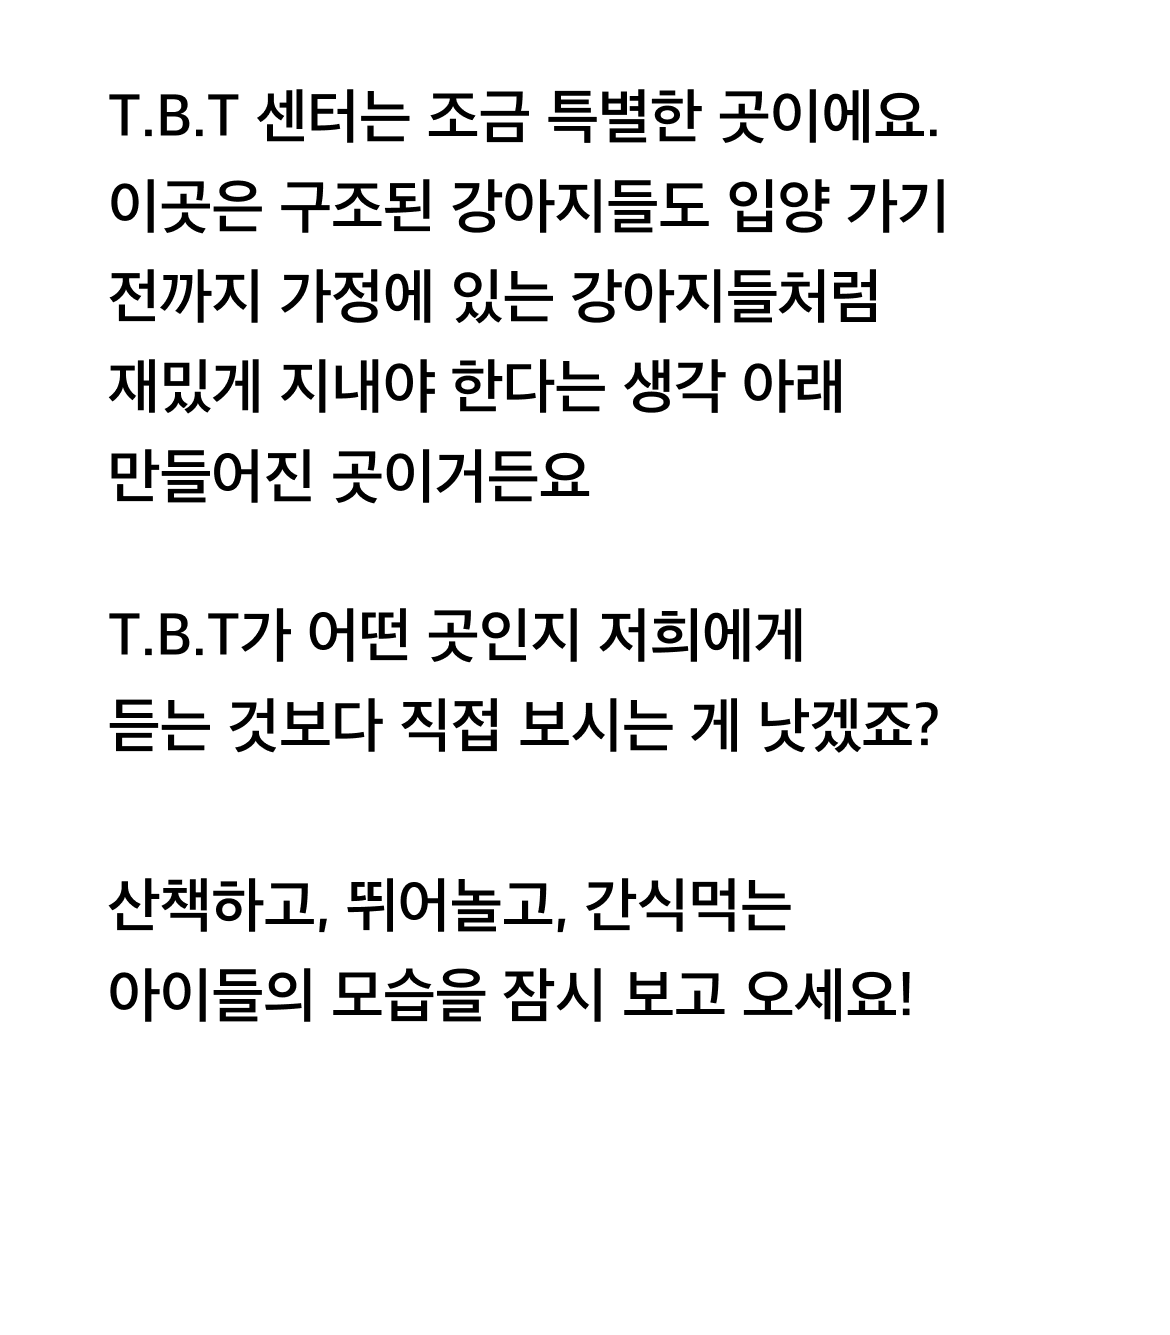 T.B.T 센터는 조금 특별한 곳이에요.
이곳은 구조된 강아지들도 입양 가기
전까지 가정에 있는 강아지들처럼
재밌게 지내야 한다는 생각 아래
만들어진 곳이거든요
T.B.T가 어떤 곳인지 저희에게
듣는 것보다 직접 보시는 게 낫겠죠?
산책하고, 뛰어놀고, 간식먹는
아이들의 모습을 잠시 보고 오세요!